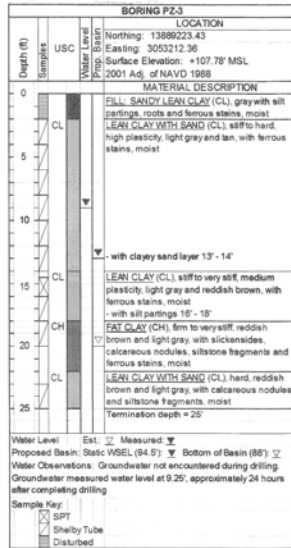 BORING PZ-3
LOCATION
Northing: 13889223.43
Easting: 3053212.36
Surface Elevation: +107.78' MSL
2001 Adj. of NAVD 1988
Depth (ft)
Samples
USC
Water Level
Prop. Basin
MATERIAL DESCRIPTION
0
FILL: SANDY LEAN CLAY (CL), gray with silt
partings, roots and ferrous stains, moist
CL
LEAN CLAY WITH SAND (CL), stiff to hard,
high plasticity, light gray and tan, with ferrous
stains, moist
5
10
- with clayey sand layer 13' - 14'
CL
LEAN CLAY (CL), stiff to very stiff, medium
plasticity, light gray and reddish brown, with
ferrous stains, moist
- with silt partings 16' - 18'
15
CH
FAT CLAY (CH), firm to very stiff, reddish
brown and light gray, with slickensides,
calcareous nodules, siltstone fragments and
ferrous stains, moist
20
CL
LEAN CLAY WITH SAND (CL), hard, reddish
brown and light gray, with calcareous nodules
and siltstone fragments, moist
25
Termination depth = 25'
Water Level Est.: ▽ Measured: ▼
Proposed Basin: Static WSEL (94.5'): ▼ Bottom of Basin (88'): ▽
Water Observations: Groundwater not encountered during drilling.
Groundwater measured water level at 9.25', approximately 24 hours
after completing drilling
Sample Key:
SPT
Shelby Tube
Disturbed